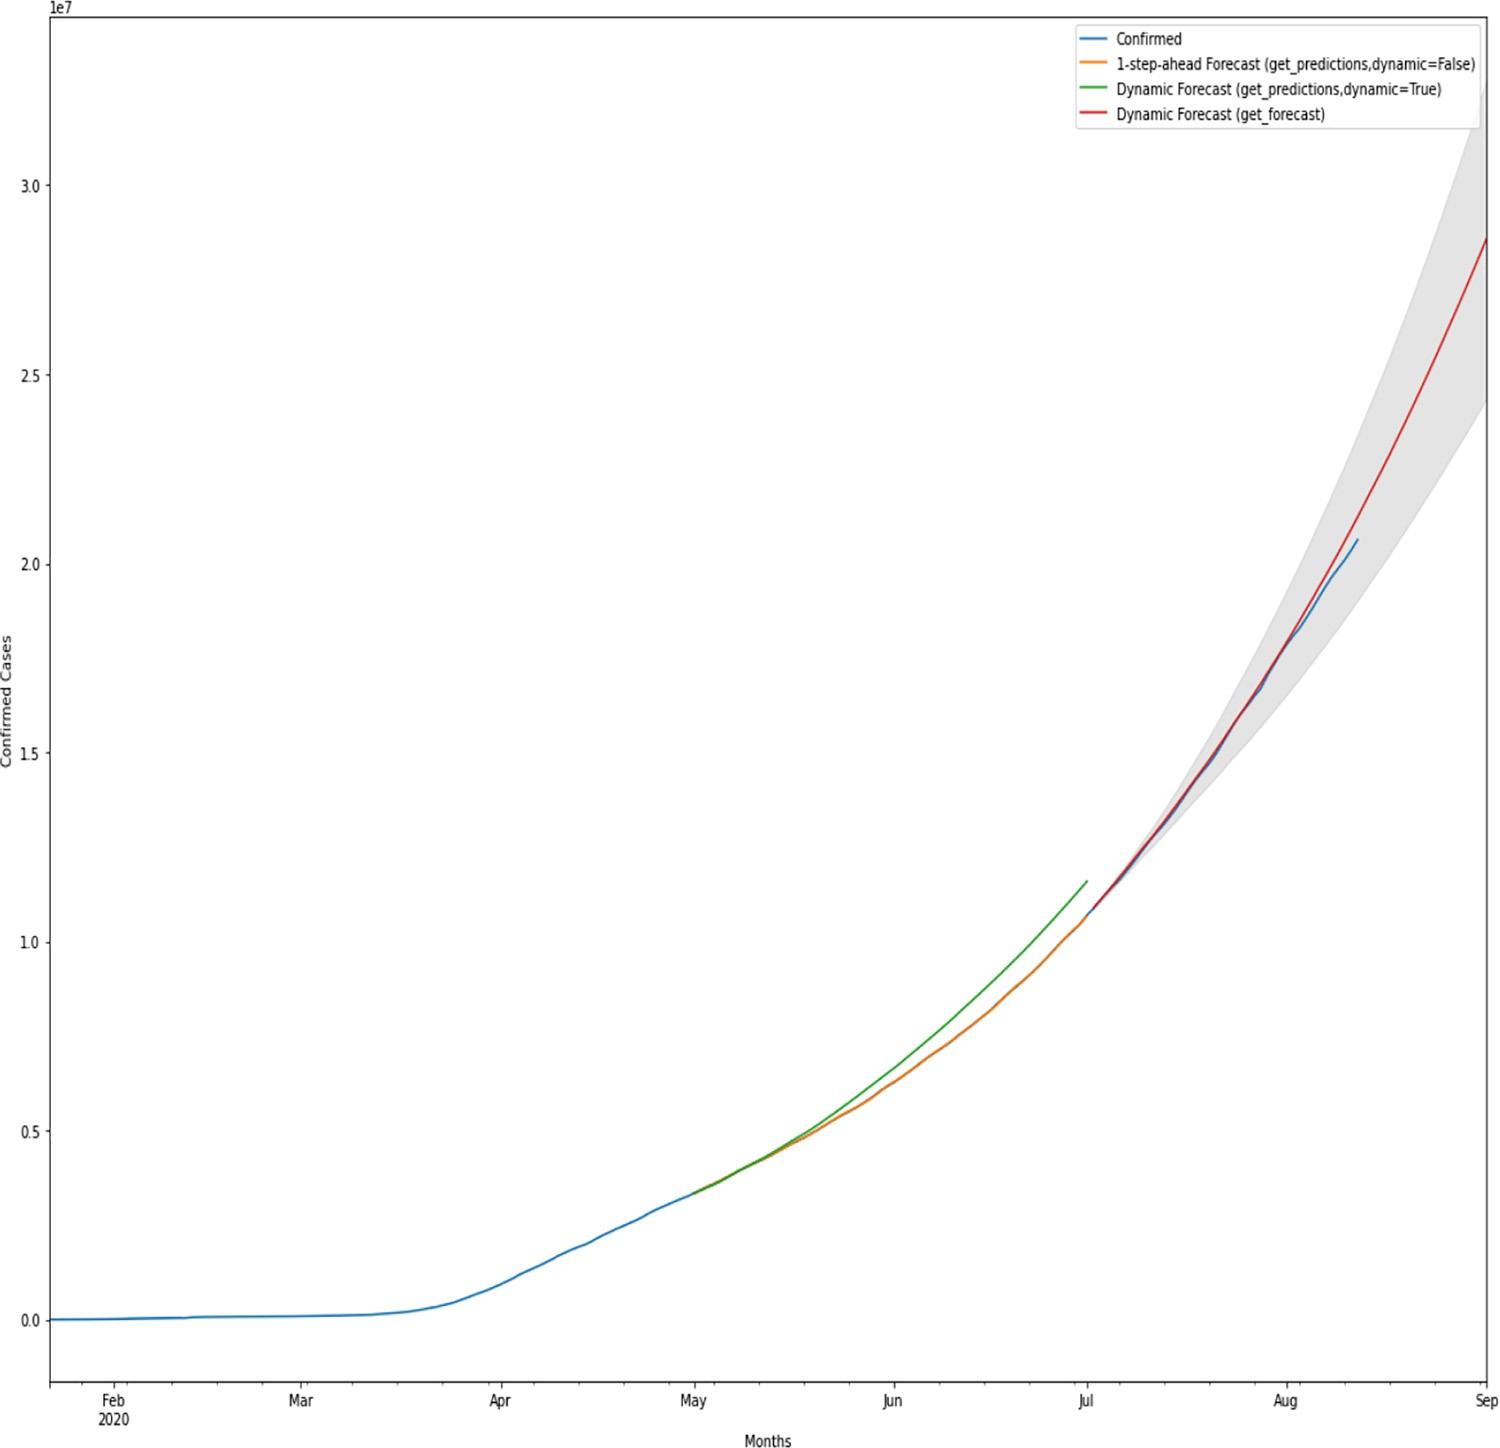 1e7
Confirmed
1-step-ahead Forecast (get_predictions,dynamic=False)
Dynamic Forecast (get_predictions,dynamic=True)
Dynamic Forecast (get_forecast)
3.0
2.5
2.0
1.5
1.0
0.5
0.0
Confirmed Cases
Feb Mar Apr May Jun Jul Aug Sep
2020
Months